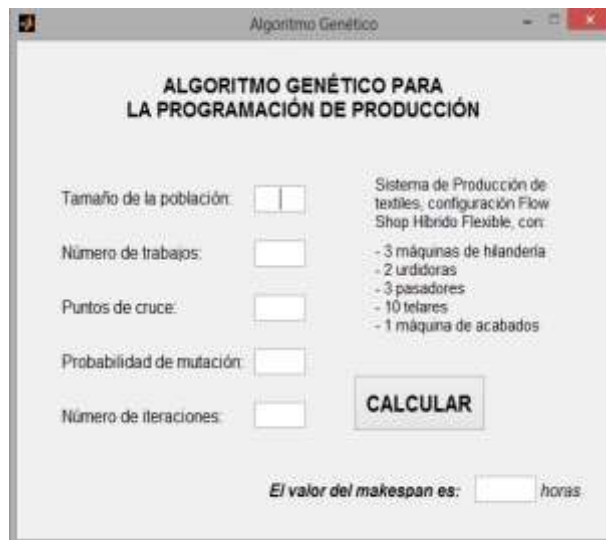 Algoritmo Genético
ALGORITMO GENÉTICO PARA
LA PROGRAMACIÓN DE PRODUCCIÓN
Tamaño de la población:
Número de trabajos:
Puntos de cruce:
Probabilidad de mutación:
Número de iteraciones:
Sistema de Producción de
textiles, configuración Flow
Shop Híbrido Flexible, con:
- 3 máquinas de hilandería
- 2 urdidoras
- 3 pasadores
- 10 telares
- 1 máquina de acabados
CALCULAR
El valor del makespan es:
horas